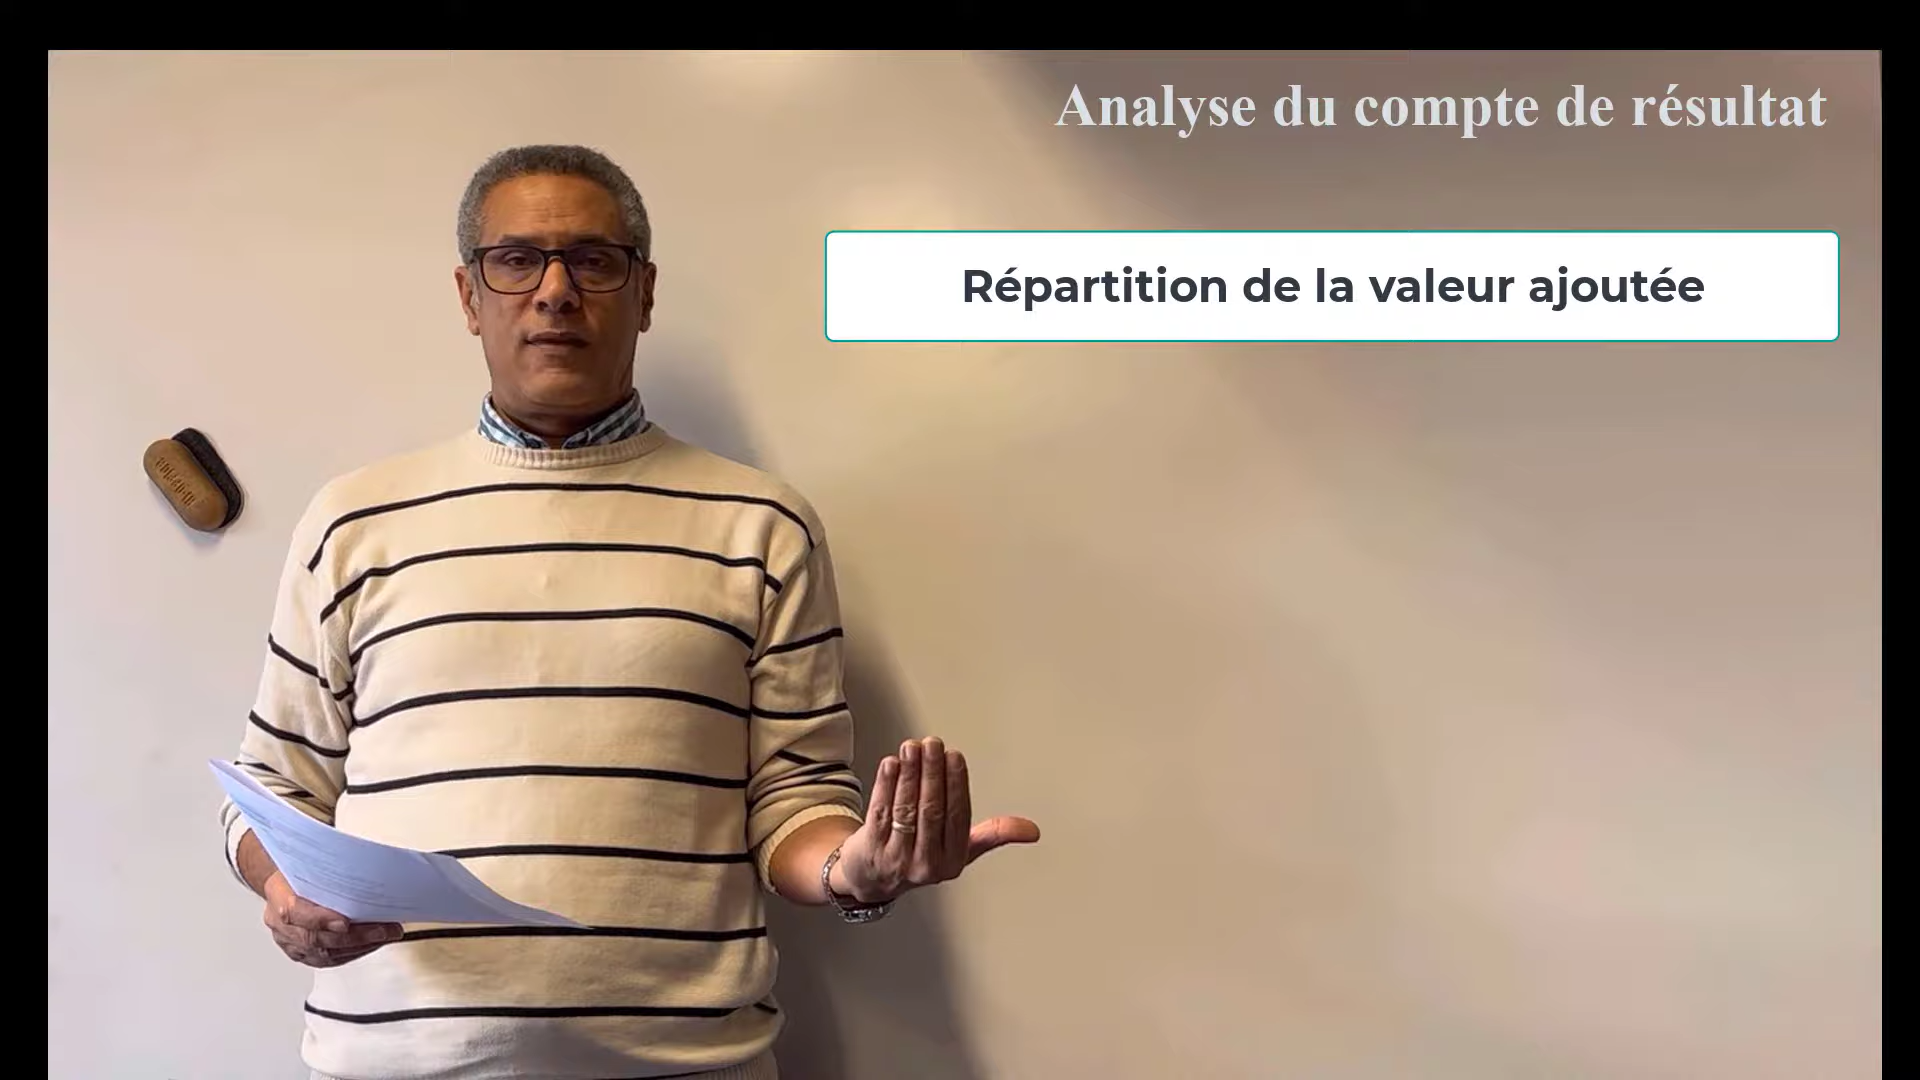 Analyse du compte de résultat
Répartition de la valeur ajoutée